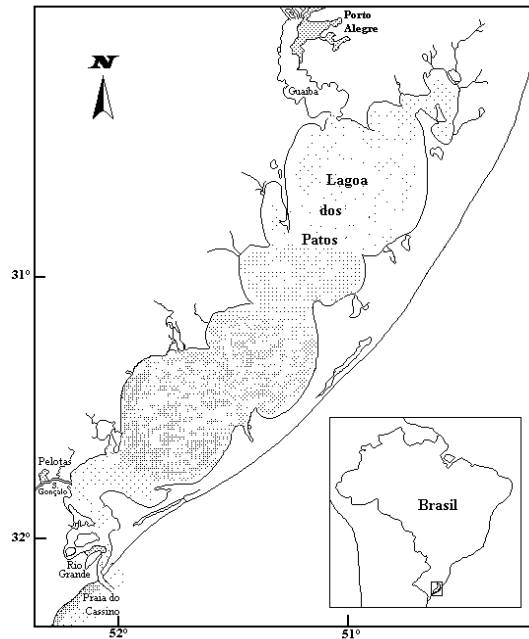 Porto
Alegre
N
Guaíba
Lagoa
dos
Patos
31°
Pelotas
S.
Gonçalo
Brasil
32°
Rio
Grande
Praia do
Cassino
52°
51°